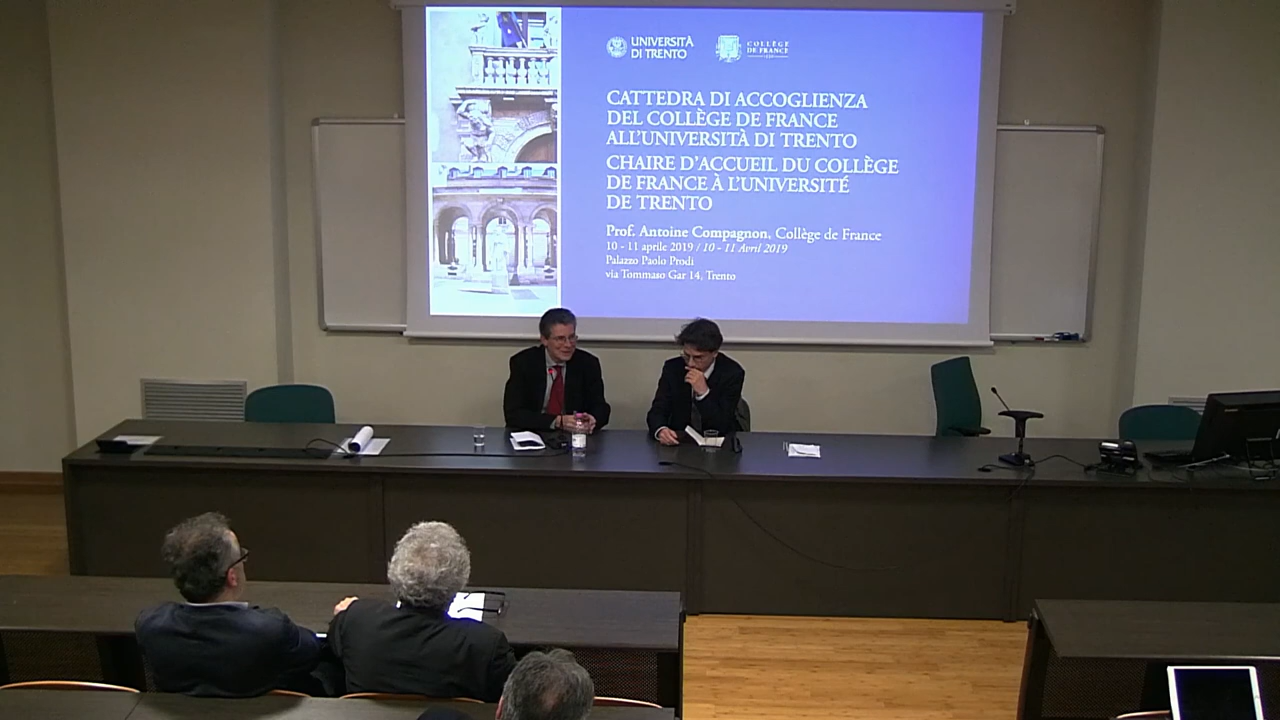 UNIVERSITÀ
DI TRENTO
COLLÈGE
DE FRANCE
CATTEDRA DI ACCOGLIENZA
DEL COLLÈGE DE FRANCE
ALL'UNIVERSITÀ DI TRENTO
CHAIRE D'ACCUEIL DU COLLÈGE
DE FRANCE À L'UNIVERSITÉ
DE TRENTO
Prof. Antoine Compagnon, Collège de France
10 - 11 aprile 2019 / 10 - 11 Avril 2019
Palazzo Paolo Prodi
via Tommaso Gar 14, Trento